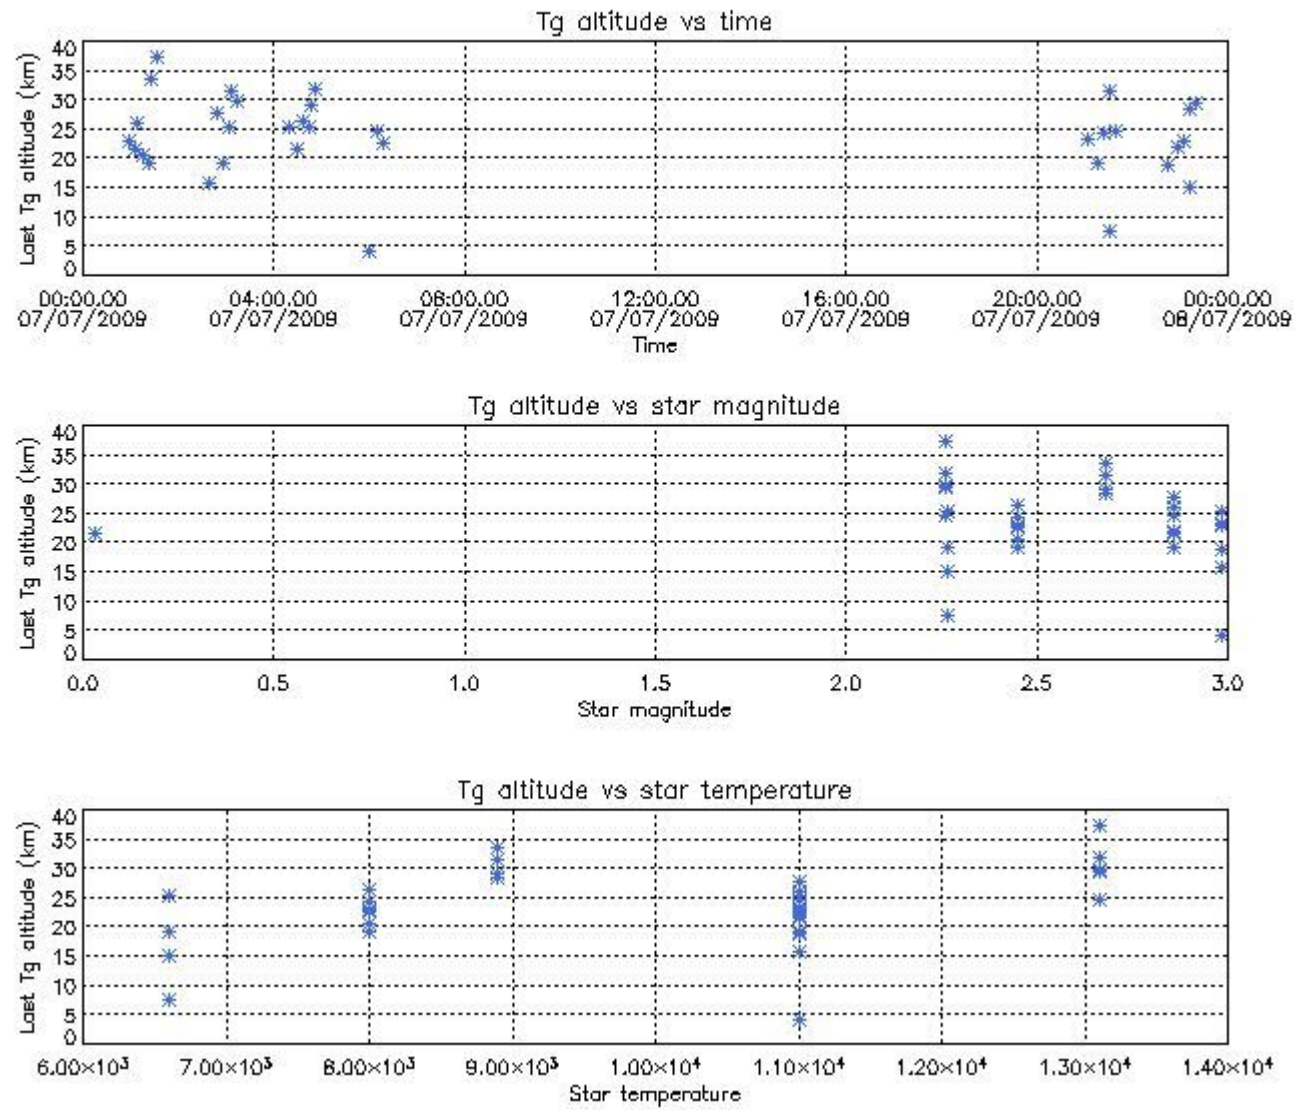 Tg altitude vs time
Last Tg altitude (km)
40
35
30
25
20
15
10
5
0
00:00.00 04:00.00 08:00.00 12:00.00 16:00.00 20:00.00 00:00.00
07/07/2009 07/07/2009 07/07/2009 07/07/2009 07/07/2009 07/07/2009 08/07/2009
Time
Tg altitude vs star magnitude
Last Tg altitude (km)
40
35
30
25
20
15
10
5
0
0.0 0.5 1.0 1.5 2.0 2.5 3.0
Star magnitude
Tg altitude vs star temperature
Last Tg altitude (km)
40
35
30
25
20
15
10
5
0
6.00×10³ 7.00×10³ 8.00×10³ 9.00×10³ 1.00×10⁴ 1.10×10⁴ 1.20×10⁴ 1.30×10⁴ 1.40×10⁴
Star temperature